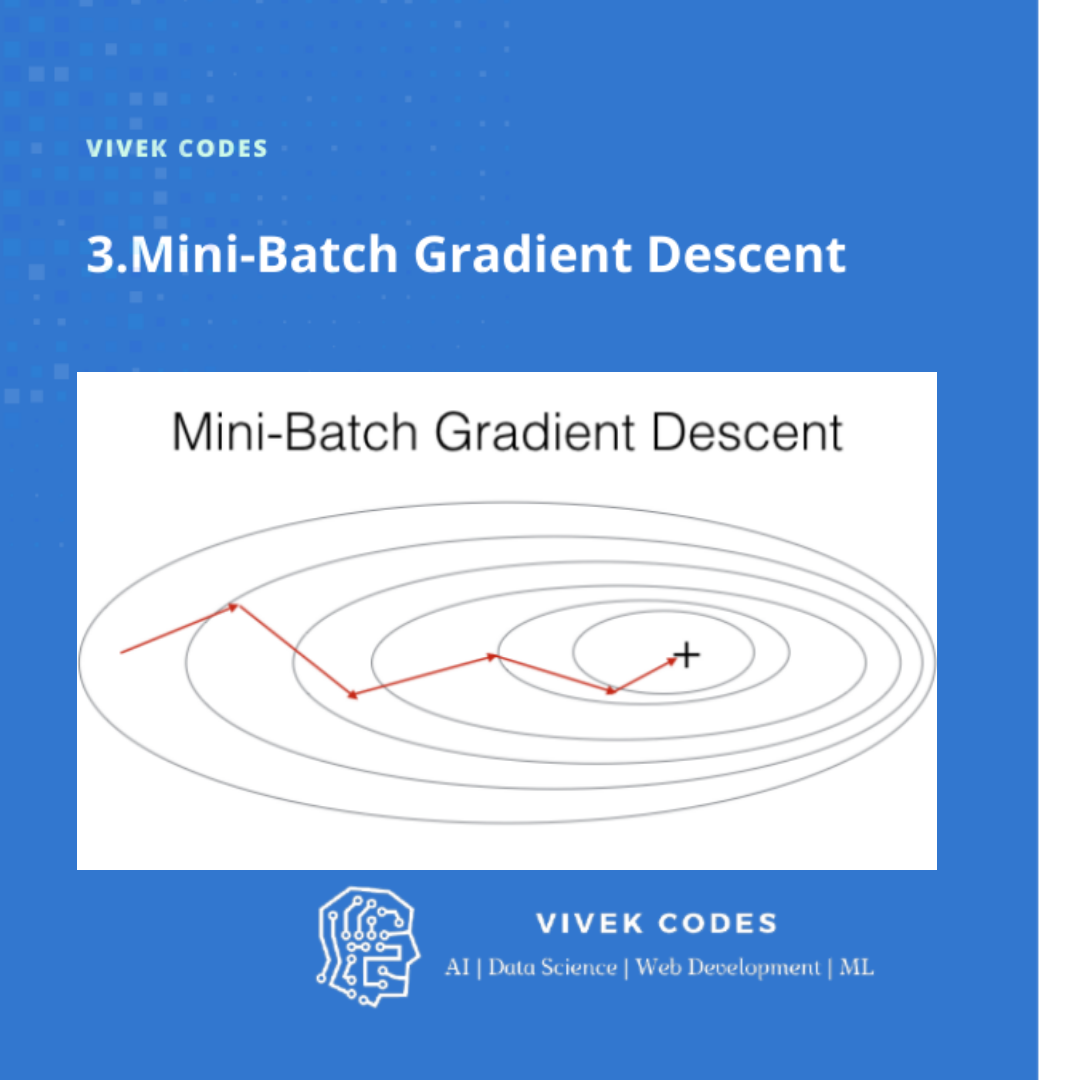 VIVEK CODES
3.Mini-Batch Gradient Descent
Mini-Batch Gradient Descent
VIVEK CODES
AI | Data Science | Web Development | ML